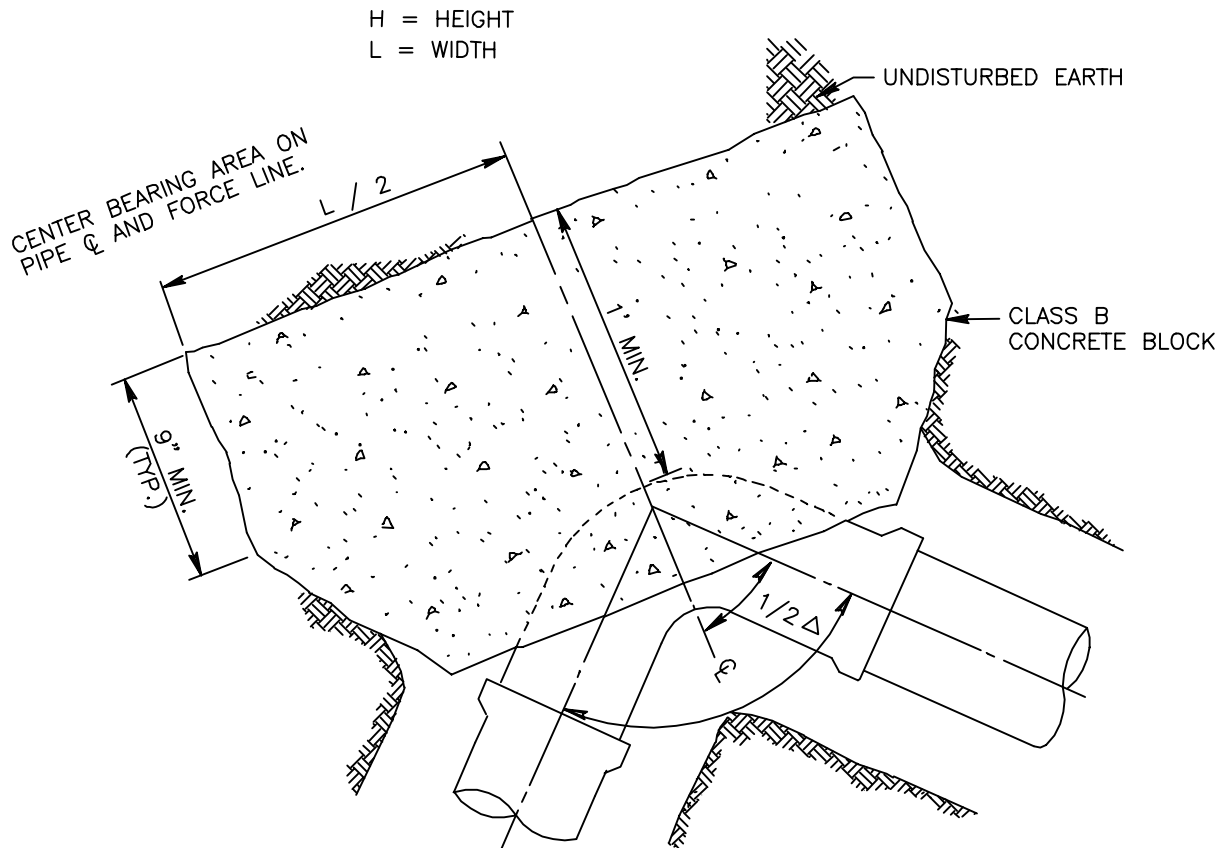 H = HEIGHT
L = WIDTH
UNDISTURBED EARTH
CENTER BEARING AREA ON
PIPE ℄ AND FORCE LINE.
L / 2
1' MIN.
CLASS B
CONCRETE BLOCK
9" MIN.
(TYP.)
1/2 △
℄